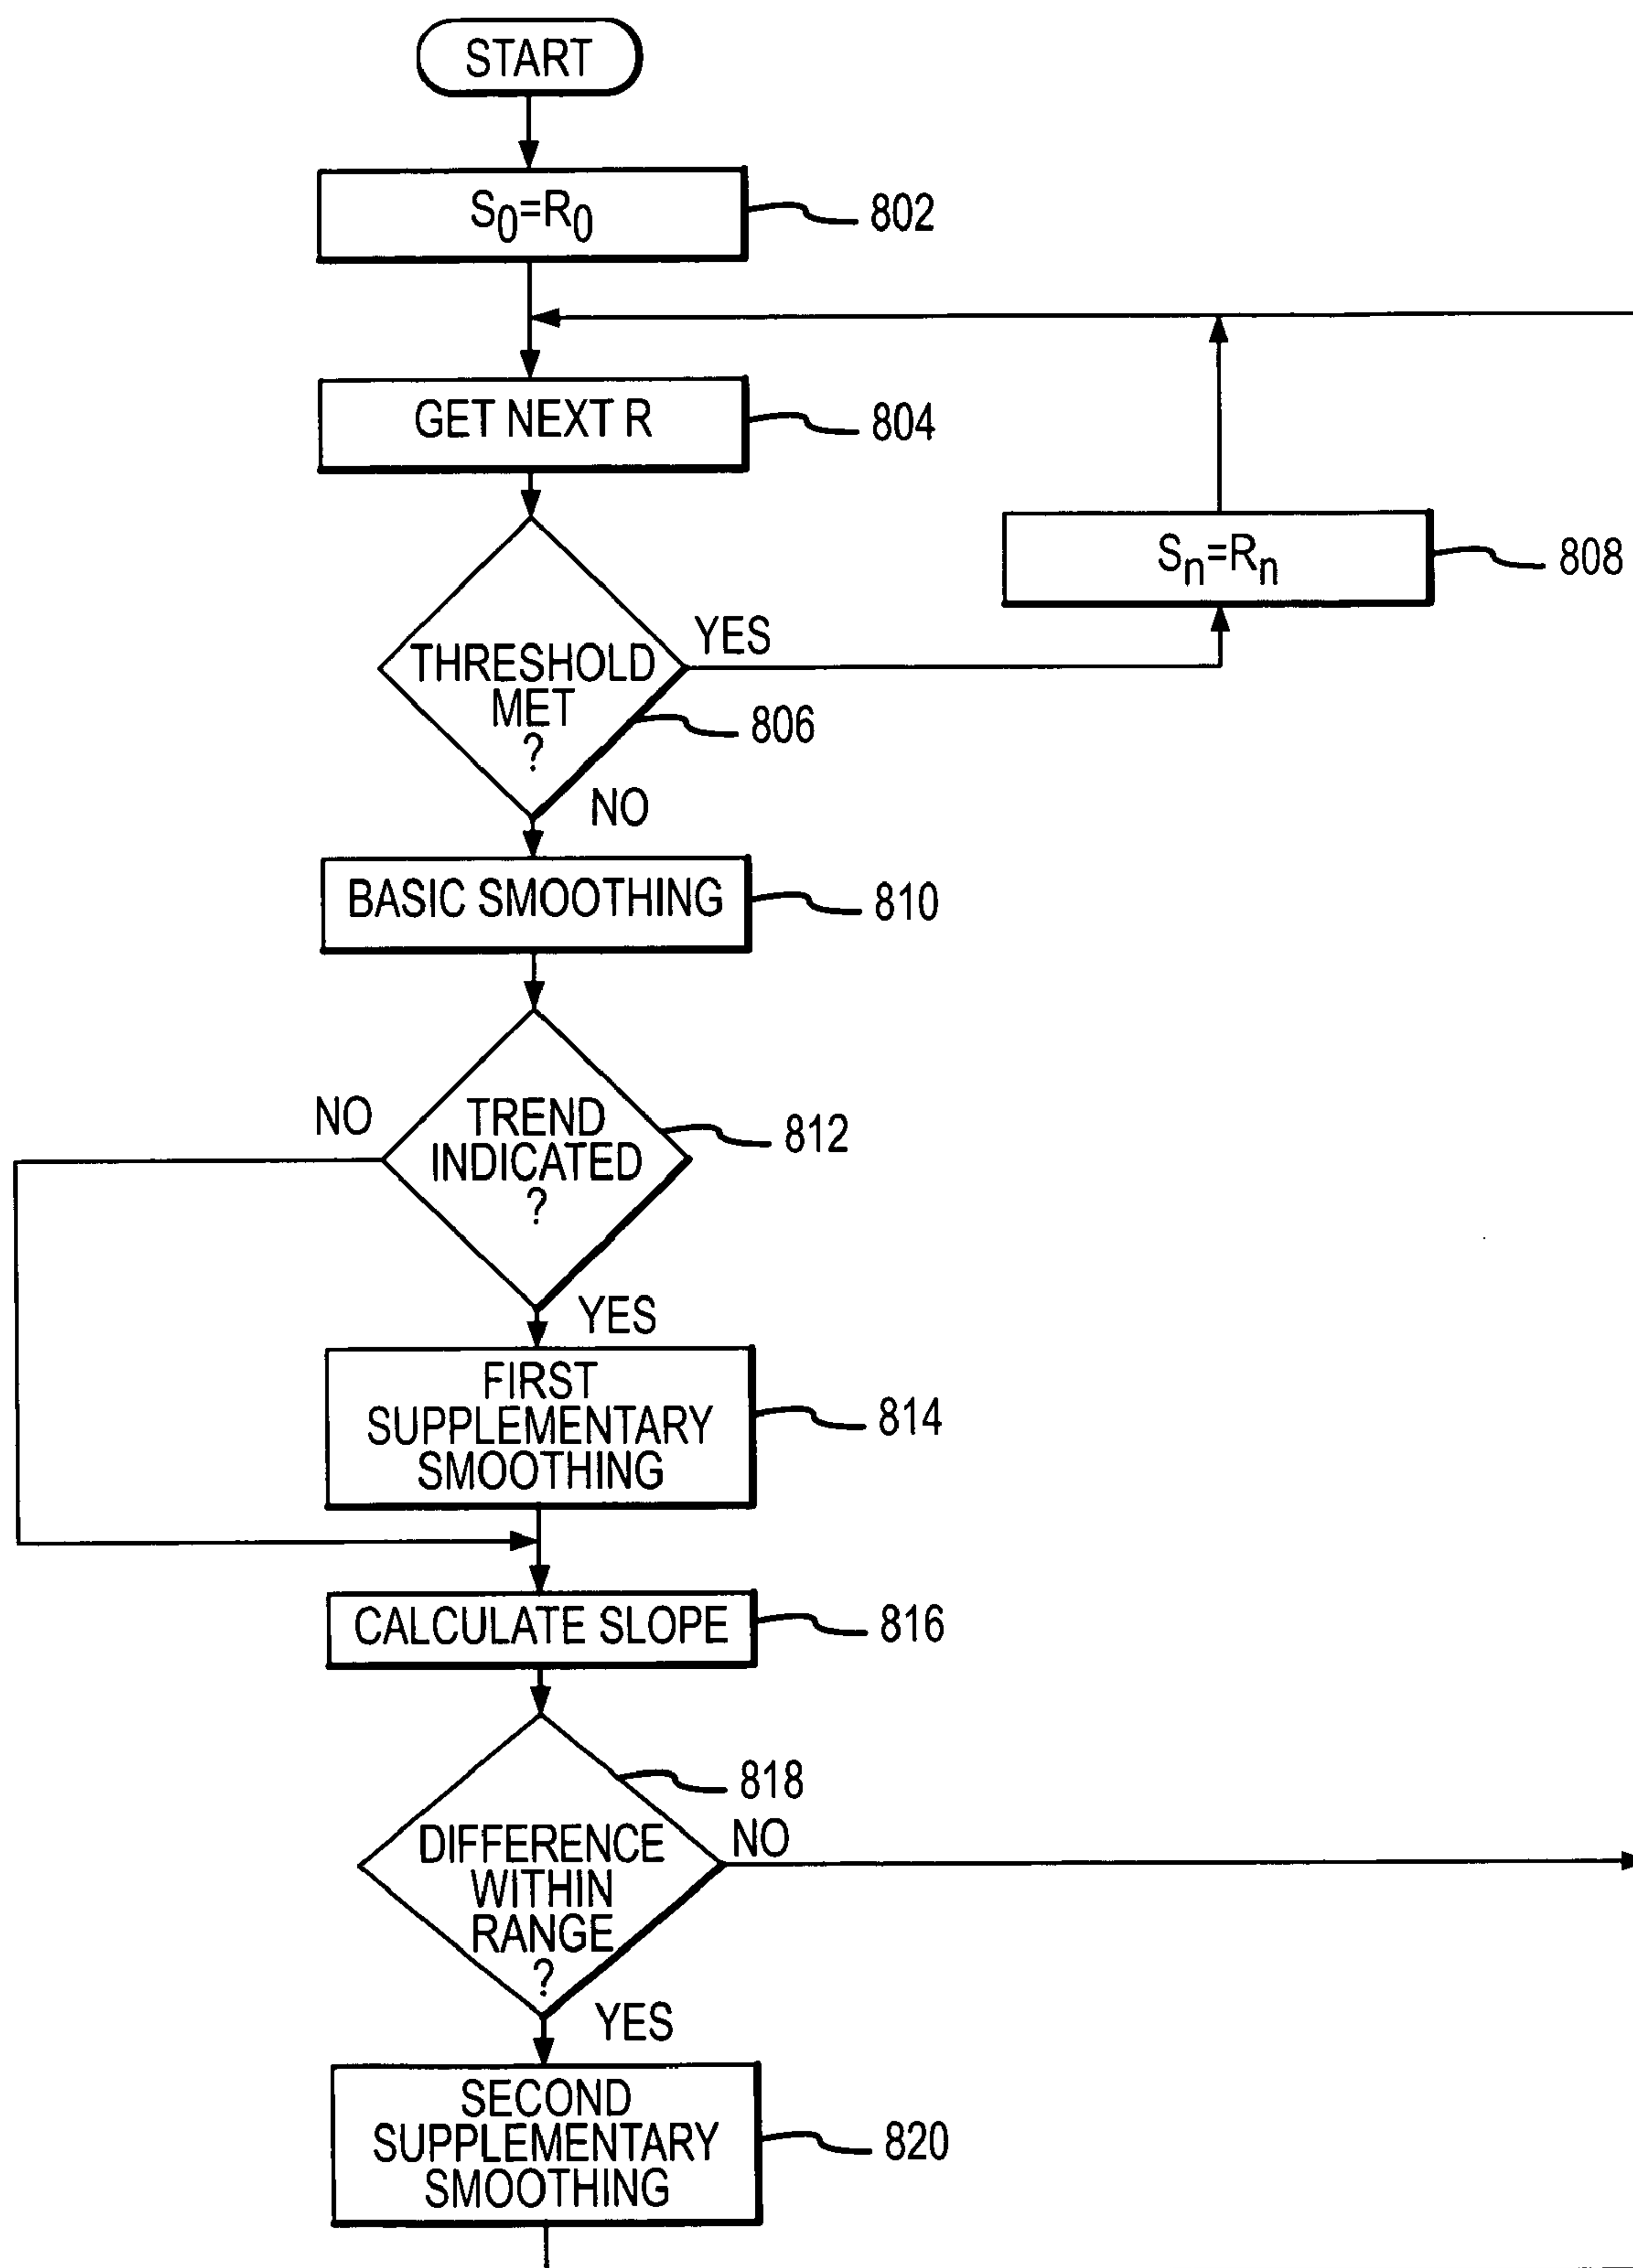 START
S0=R0
802
GET NEXT R
804
Sn=Rn
808
THRESHOLD
MET
?
YES
806
NO
BASIC SMOOTHING
810
TREND
INDICATED
?
NO
812
YES
FIRST
SUPPLEMENTARY
SMOOTHING
814
CALCULATE SLOPE
816
818
DIFFERENCE
WITHIN
RANGE
?
NO
YES
SECOND
SUPPLEMENTARY
SMOOTHING
820